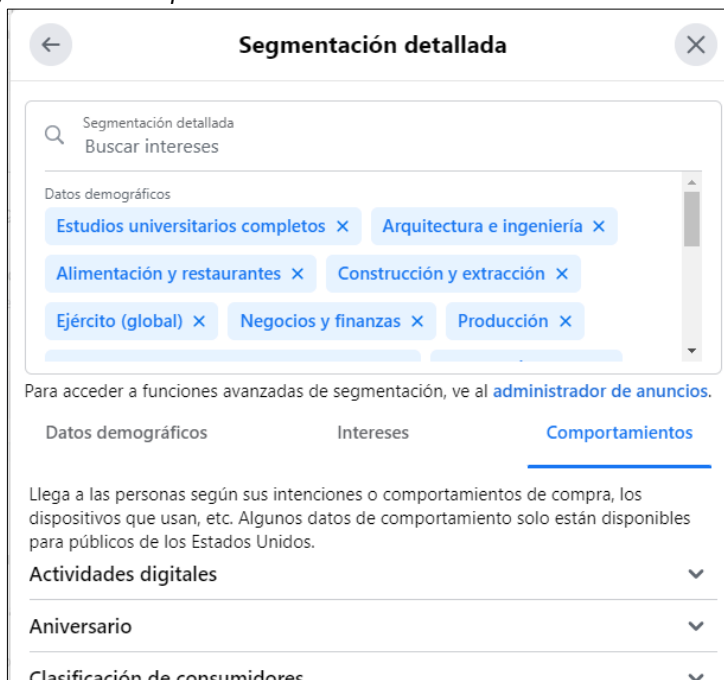 Segmentación detallada
Segmentación detallada
Buscar intereses
Datos demográficos
Estudios universitarios completos × Arquitectura e ingeniería ×
Alimentación y restaurantes × Construcción y extracción ×
Ejército (global) × Negocios y finanzas × Producción ×
Para acceder a funciones avanzadas de segmentación, ve al administrador de anuncios.
Datos demográficos Intereses Comportamientos
Llega a las personas según sus intenciones o comportamientos de compra, los
dispositivos que usan, etc. Algunos datos de comportamiento solo están disponibles
para públicos de los Estados Unidos.
Actividades digitales
Aniversario
Clasificación de consumidores